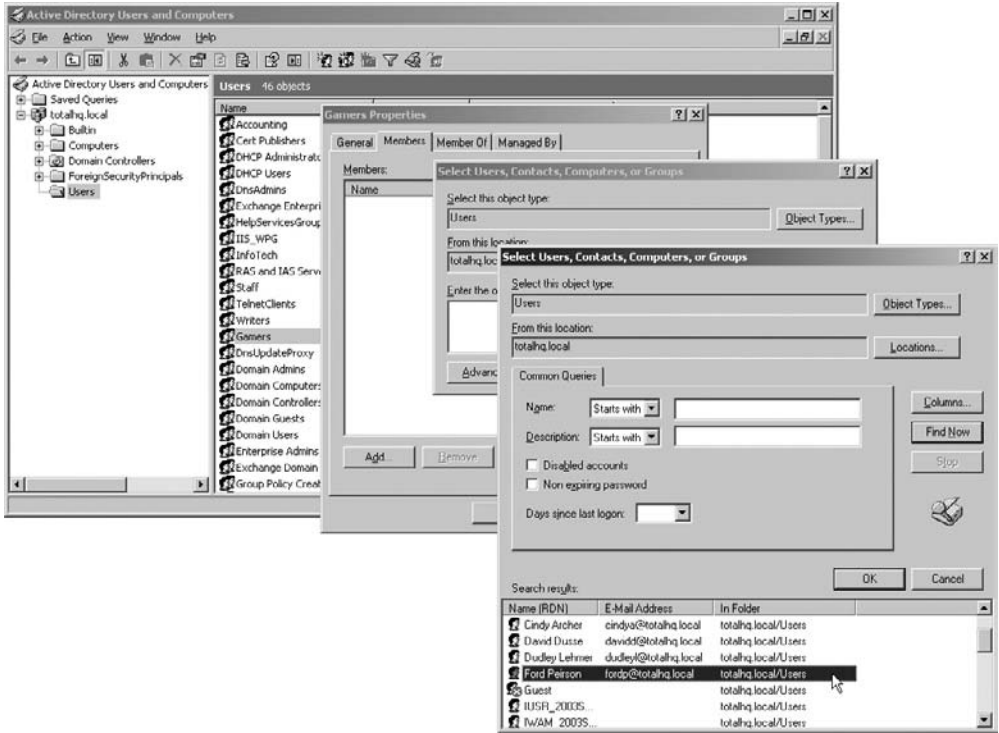 Active Directory Users and Computers
File Action View Window Help
Active Directory Users and Computers
Saved Queries
totalhq.local
Builtin
Computers
Domain Controllers
ForeignSecurityPrincipals
Users
Users 46 objects
Name
Accounting
Cert Publishers
DHCP Administrato
DHCP Users
DnsAdmins
Exchange Enterpri
HelpServicesGroup
IIS_WPG
InfoTech
RAS and IAS Serv
Staff
TelnetClients
Writers
Gamers
DnsUpdateProxy
Domain Admins
Domain Computers
Domain Controllers
Domain Guests
Domain Users
Enterprise Admins
Exchange Domain
Group Policy Creat
Gamers Properties
General Members Member Of Managed By
Members:
Name
Add... Remove
Select Users, Contacts, Computers, or Groups
Select this object type:
Users Object Types...
From this location:
totalhq.loc
Enter the o
Advanc
Select Users, Contacts, Computers, or Groups
Select this object type:
Users Object Types...
From this location:
totalhq.local Locations...
Common Queries
Name: Starts with
Description: Starts with
Disabled accounts
Non expiring password
Days since last logon:
Columns...
Find Now
Stop
OK Cancel
Search results:
Name (RDN) E-Mail Address In Folder
Cindy Archer cindya@totalhq.local totalhq.local/Users
David Dusse davidd@totalhq.local totalhq.local/Users
Dudley Lehmer dudleyl@totalhq.local totalhq.local/Users
Ford Peirson fordp@totalhq.local totalhq.local/Users
Guest totalhq.local/Users
IUSR_2003S... totalhq.local/Users
IWAM_2003S... totalhq.local/Users